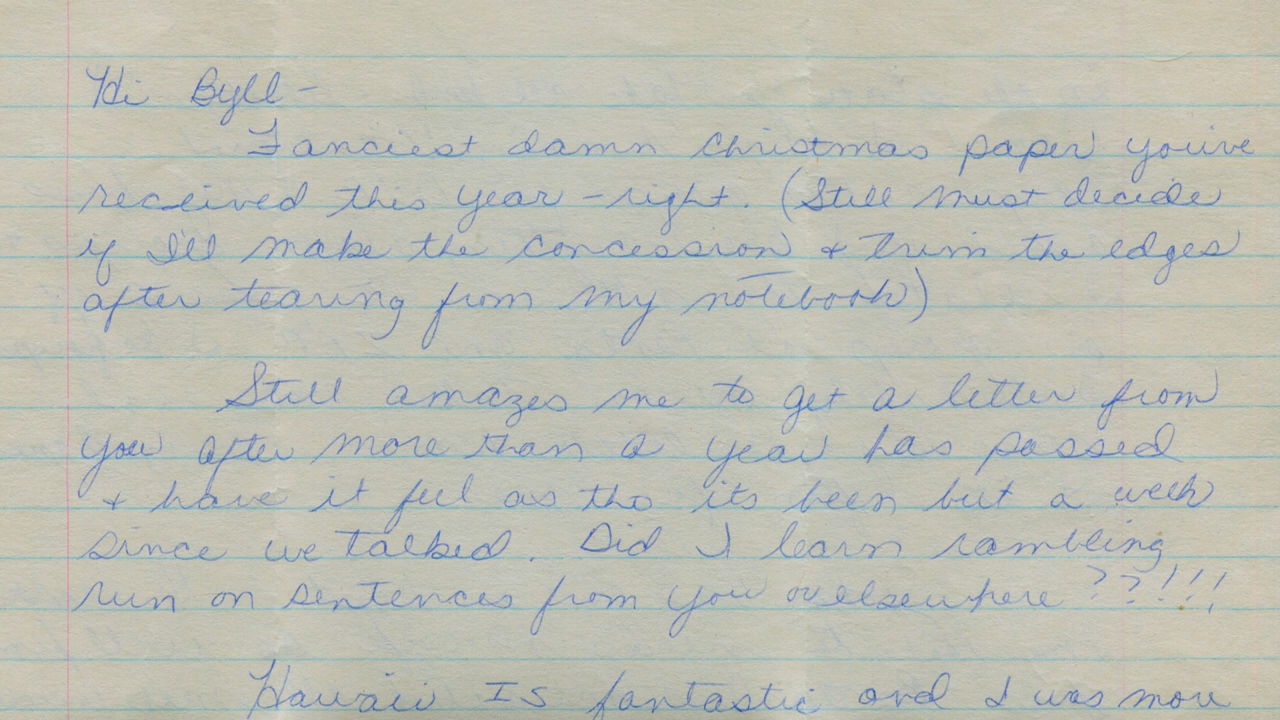 Hi Byll-
Fanciest damn Christmas paper you've
received this year - right. (Still must decide
if I'll make the concession & trim the edges
after tearing from my notebook)
Still amazes me to get a letter from
you after more than a year has passed
& have it feel as tho its been but a week
since we talked. Did I learn rambling
run on sentences from you or elsewhere ??!!!
Hawaii IS fantastic and I was more